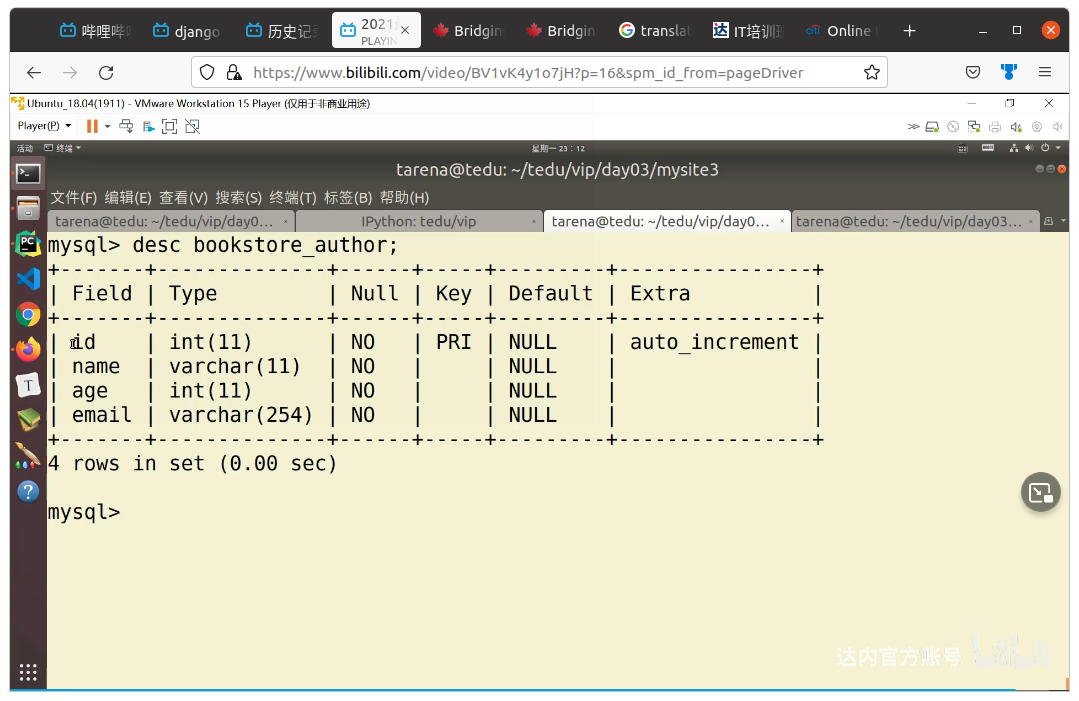 哔哩哔 django 历史记 2021 Bridgin Bridgin translat IT培训 Online
PLAYIN
https://www.bilibili.com/video/BV1vK4y1o7jH?p=16&spm_id_from=pageDriver
Ubuntu_18.04(1911) - VMware Workstation 15 Player (仅用于非商业用途)
Player(P)
活动 终端 星期一 23:12
tarena@tedu: ~/tedu/vip/day03/mysite3
文件(F) 编辑(E) 查看(V) 搜索(S) 终端(T) 标签(B) 帮助(H)
tarena@tedu: ~/tedu/vip/day0... IPython: tedu/vip tarena@tedu: ~/tedu/vip/day0... tarena@tedu: ~/tedu/vip/day03...
mysql> desc bookstore_author;
+-------+--------------+------+-----+---------+----------------+
| Field | Type | Null | Key | Default | Extra |
+-------+--------------+------+-----+---------+----------------+
| id | int(11) | NO | PRI | NULL | auto_increment |
| name | varchar(11) | NO | | NULL | |
| age | int(11) | NO | | NULL | |
| email | varchar(254) | NO | | NULL | |
+-------+--------------+------+-----+---------+----------------+
4 rows in set (0.00 sec)
mysql>
达内官方账号